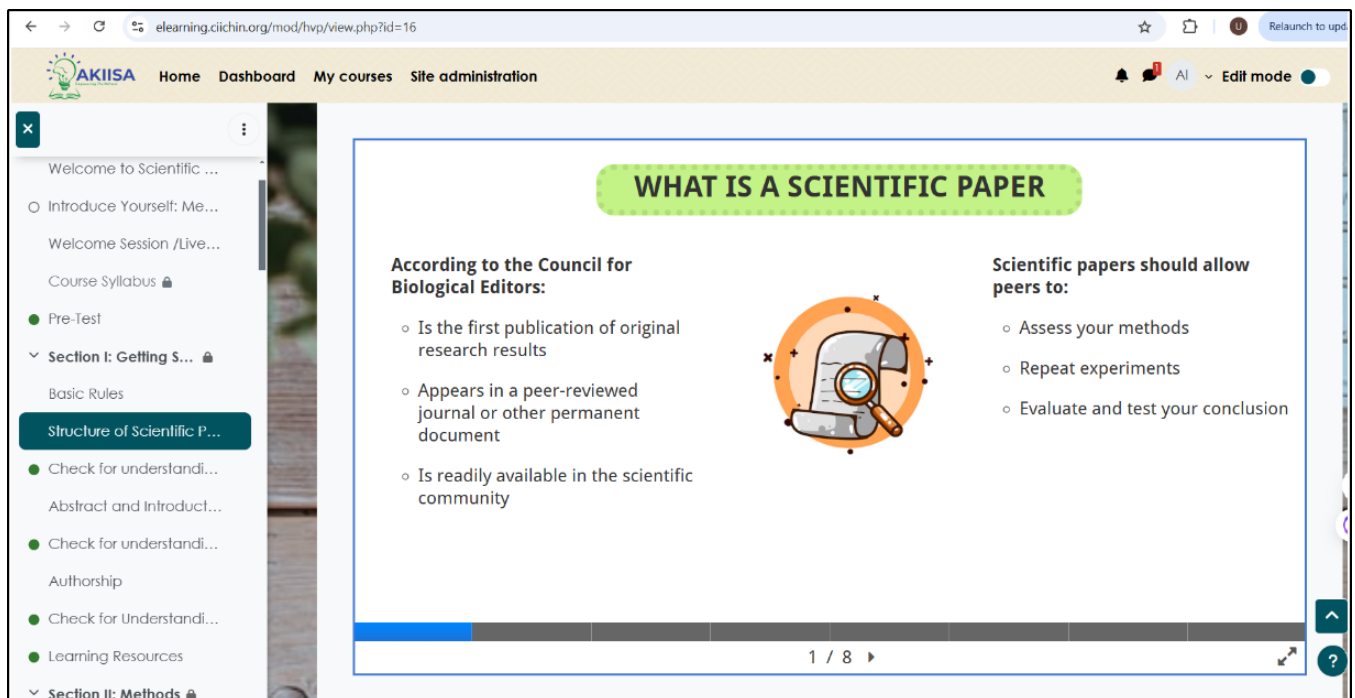 elearning.ciichin.org/mod/hvp/view.php?id=16
U
Relaunch to upd
AKIISA
Home Dashboard My courses Site administration
1
AI
Edit mode
Welcome to Scientific ...
Introduce Yourself: Me...
Welcome Session /Live...
Course Syllabus
Pre-Test
Section I: Getting S...
Basic Rules
Structure of Scientific P...
Check for understandi...
Abstract and Introduct...
Check for understandi...
Authorship
Check for Understandi...
Learning Resources
Section II: Methods
WHAT IS A SCIENTIFIC PAPER
According to the Council for
Biological Editors:
Is the first publication of original
research results
Appears in a peer-reviewed
journal or other permanent
document
Is readily available in the scientific
community
Scientific papers should allow
peers to:
Assess your methods
Repeat experiments
Evaluate and test your conclusion
1 / 8
?